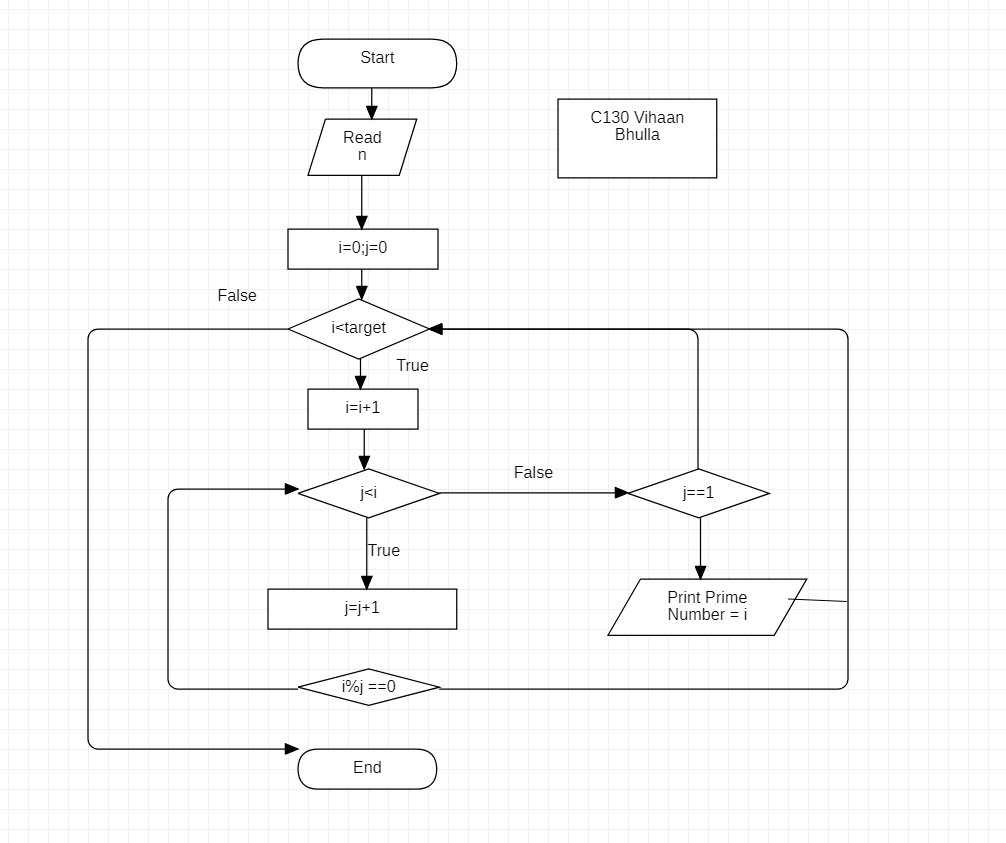 Start
C130 Vihaan
Bhulla
Read
n
i=0;j=0
False
i<target
True
i=i+1
False
j<i
j==1
True
j=j+1
Print Prime
Number = i
i%j ==0
End